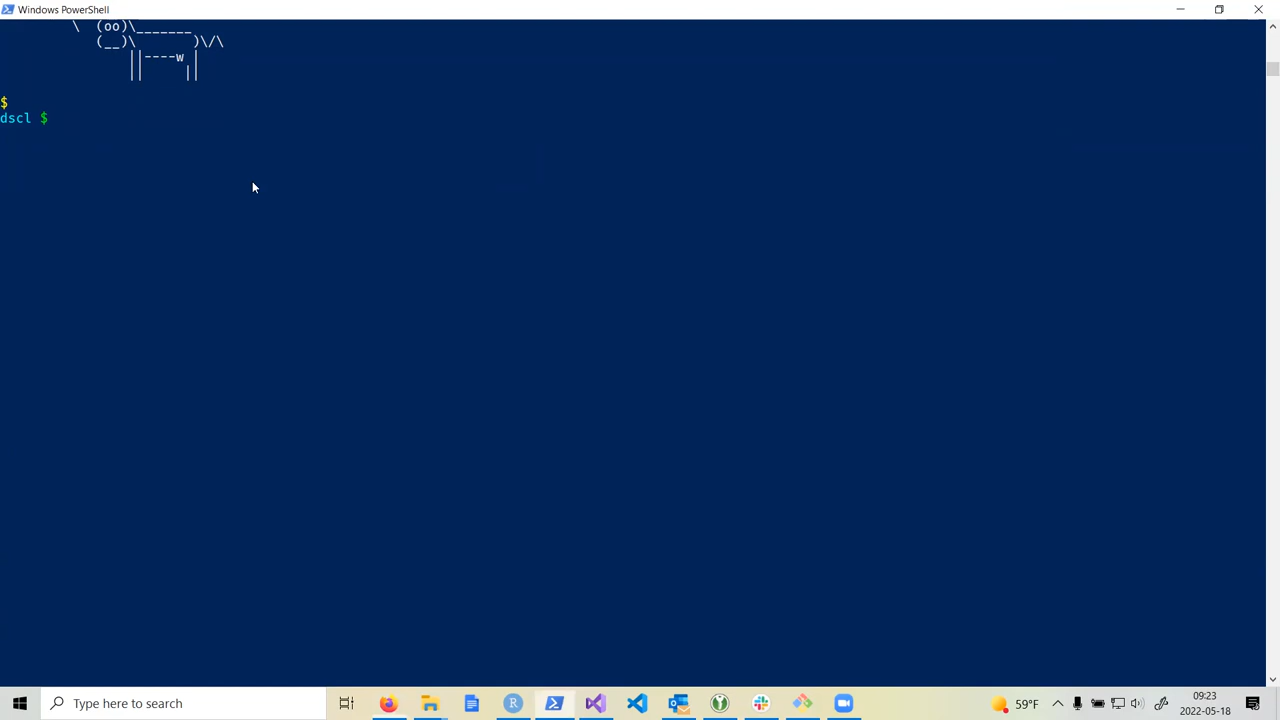 Windows PowerShell
\  (oo)\_______
(__)\       )\/\
||----w |
||     ||
$
dscl $
Type here to search
59°F
09:23
2022-05-18